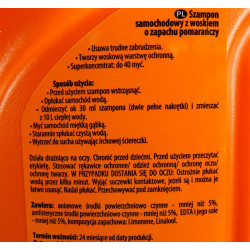 PL Szampon
samochodowy z woskiem
o zapachu pomarańczy
• Usuwa trudne zabrudzenia.
• Tworzy woskową warstwę ochronną.
• Superkoncentrat: do 40 myć.
Sposób użycia:
• Przed użyciem wstrząsnąć opakowanie.
• Opłukać samochód wodą.
• Odmierzyć ok. 30 ml szamponu (dwie pełne nakrętki) i zmieszać
z 10 L ciepłej wody.
• Myć samochód miękką gąbką.
• Starannie spłukać czystą wodą.
• Wytrzeć do sucha używając irchowej ściereczki.
Działa drażniąco na oczy. Chronić przed dziećmi. Przed użyciem przeczytać
etykietę. Stosować rękawice ochronne/ odzież ochronną/ ochronę oczu/
ochronę twarzy. W PRZYPADKU DOSTANIA SIĘ DO OCZU: Ostrożnie płukać
wodą przez kilka minut. Wyjąć soczewki kontaktowe, jeżeli są i można je
łatwo usunąć. Nadal płukać. Przechowywać pod zamknięciem.
Zawiera: anionowe środki powierzchniowo czynne - mniej niż 5%,
amfoteryczne środki powierzchniowo czynne - mniej niż 5%, EDTA i jego sole
- mniej niż 5%, kompozycja zapachowa, Limonene, Linalool.
Termin ważności: 24 miesiące od daty produkcji.